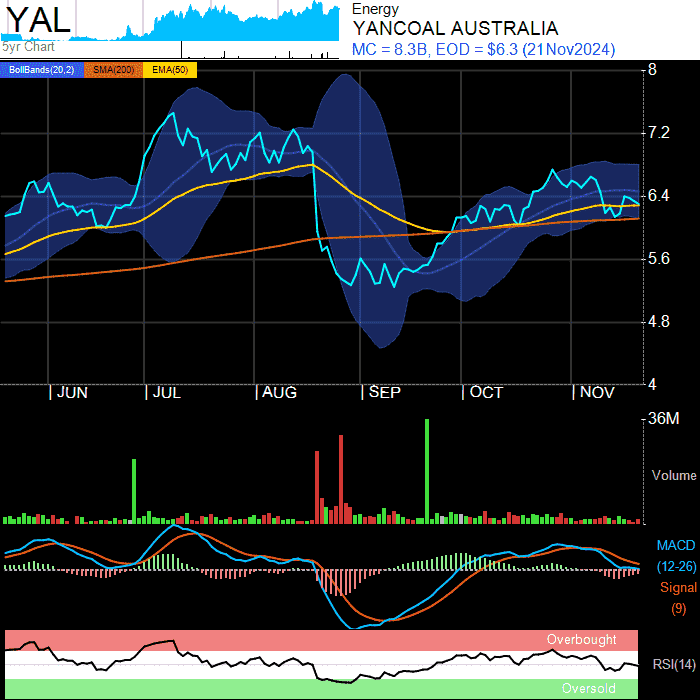 YAL
5yr Chart
Energy
YANCOAL AUSTRALIA
MC = 8.3B, EOD = $6.3 (21Nov2024)
BollBands(20,2) SMA(200) EMA(50)
8
7.2
6.4
5.6
4.8
4
JUN JUL AUG SEP OCT NOV
36M
Volume
MACD
(12-26)
Signal
(9)
Overbought
RSI(14)
Oversold